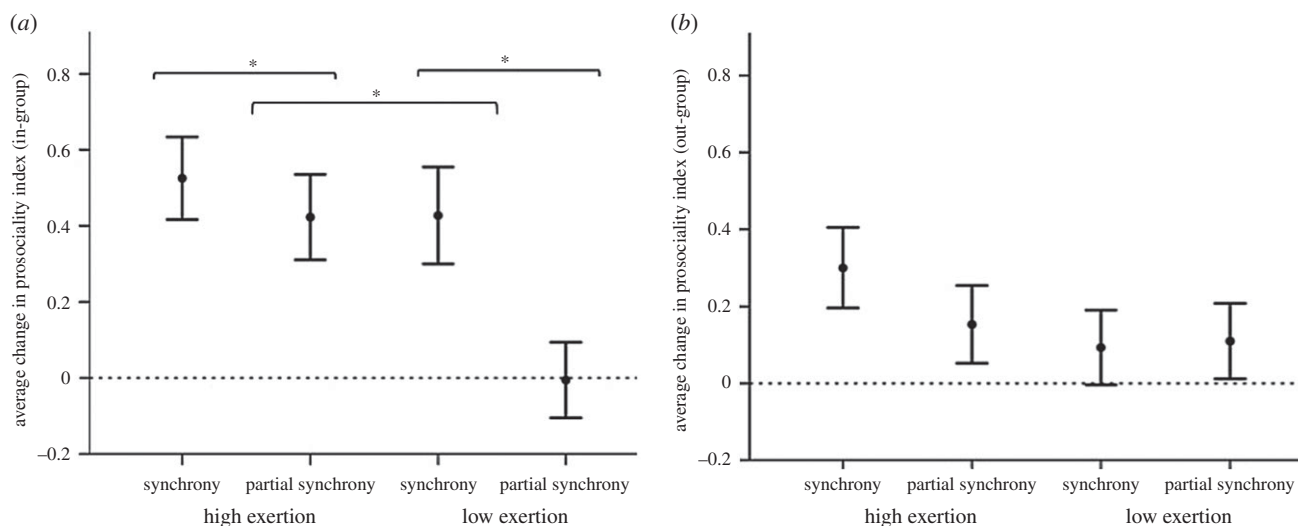 (a)
average change in prosociality index (in-group)
0.8
0.6
0.4
0.2
0
–0.2
*
*
*
synchrony partial synchrony synchrony partial synchrony
high exertion low exertion
(b)
average change in prosociality index (out-group)
0.8
0.6
0.4
0.2
0
–0.2
synchrony partial synchrony synchrony partial synchrony
high exertion low exertion